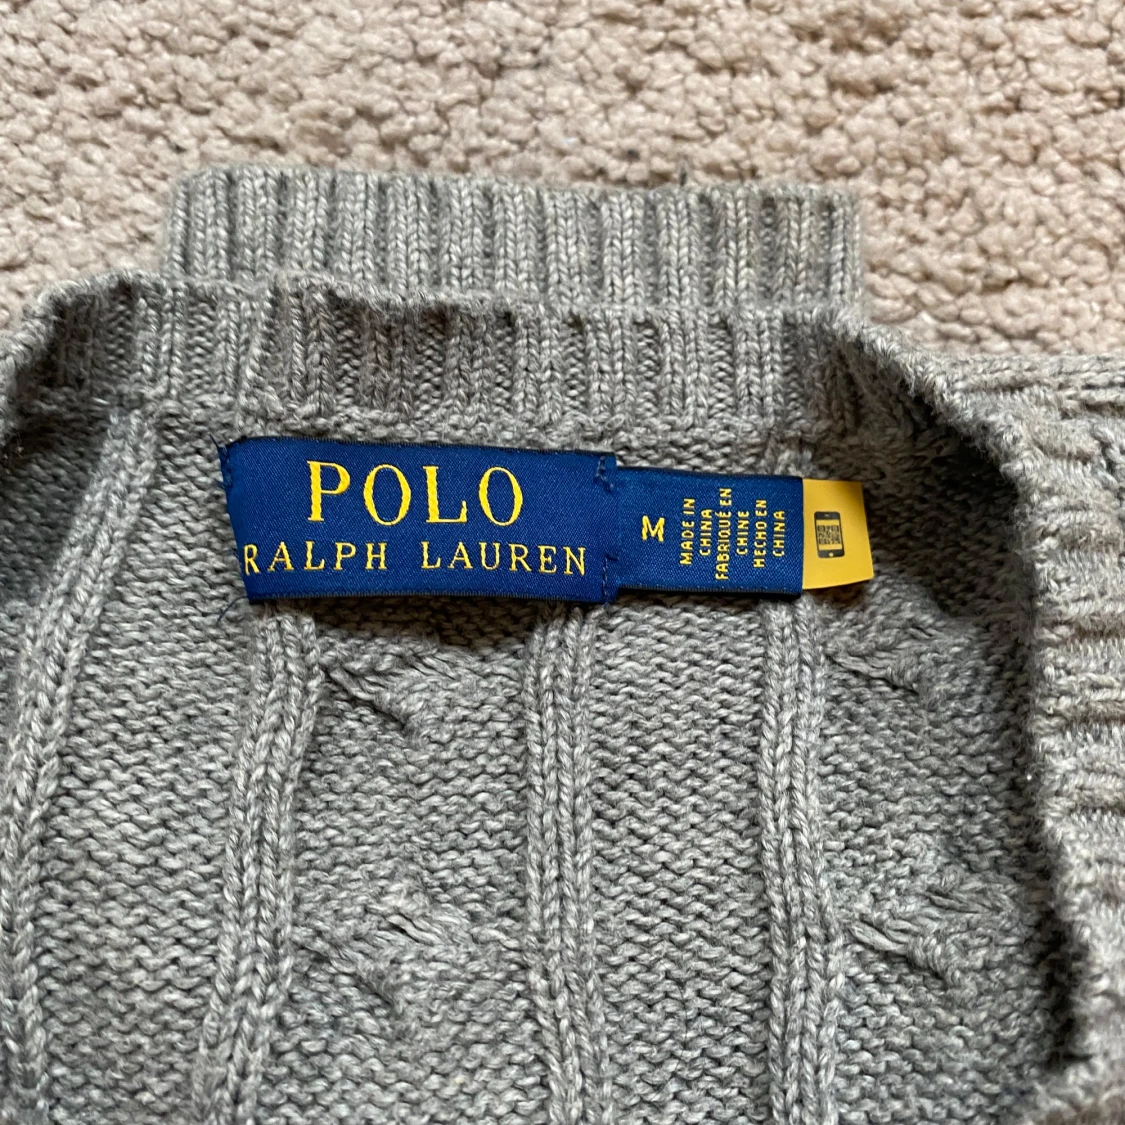 POLO
RALPH LAUREN
M
MADE IN
CHINA
FABRIQUÉ EN
CHINE
HECHO EN
CHINA